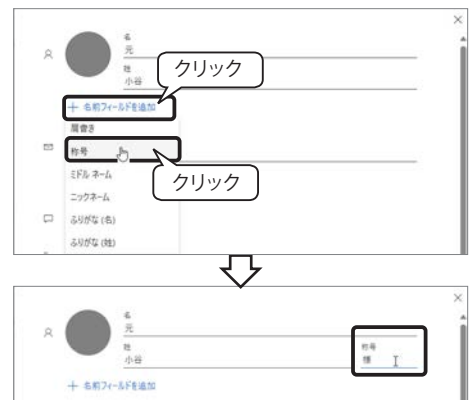 名
元
クリック
姓
小谷
+ 名前フィールドを追加
肩書き
称号
クリック
ミドル ネーム
ニックネーム
ふりがな (名)
ふりがな (姓)
名
元
姓
小谷
称号
様
+ 名前フィールドを追加